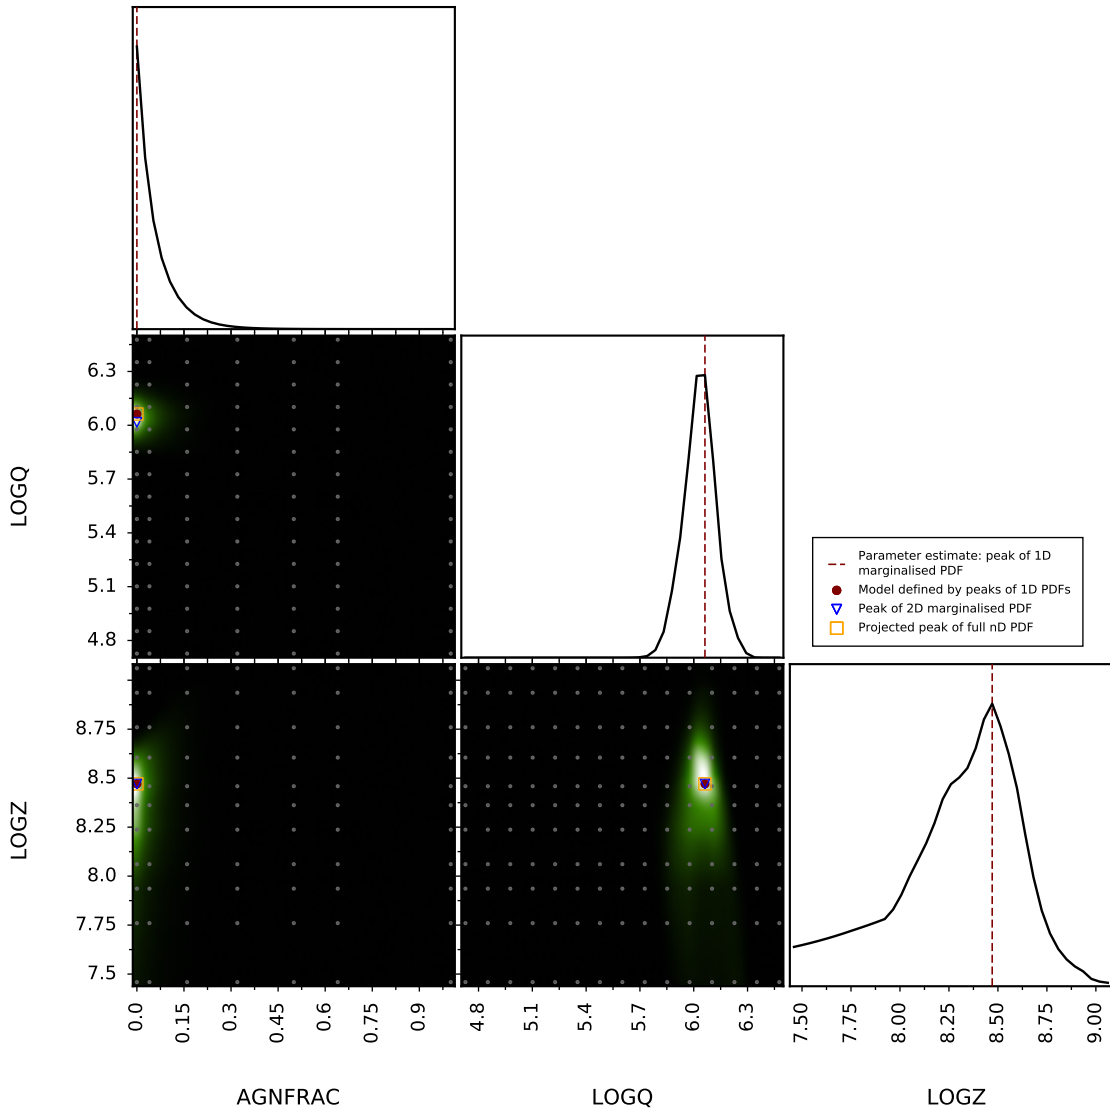 6.3
6.0
5.7
5.4
5.1
4.8
LOGQ
Parameter estimate: peak of 1D
marginalised PDF
Model defined by peaks of 1D PDFs
Peak of 2D marginalised PDF
Projected peak of full nD PDF
8.75
8.5
8.25
8.0
7.75
7.5
LOGZ
0.0 0.15 0.3 0.45 0.6 0.75 0.9
4.8 5.1 5.4 5.7 6.0 6.3
7.50 7.75 8.00 8.25 8.50 8.75 9.00
AGNFRAC LOGQ LOGZ